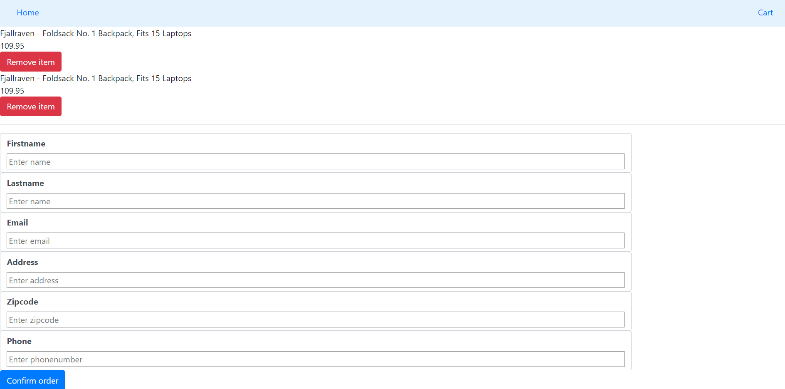 Home Cart
Fjallraven - Foldsack No. 1 Backpack, Fits 15 Laptops
109.95
Remove item
Fjallraven - Foldsack No. 1 Backpack, Fits 15 Laptops
109.95
Remove item
Firstname
Enter name
Lastname
Enter name
Email
Enter email
Address
Enter address
Zipcode
Enter zipcode
Phone
Enter phonenumber
Confirm order